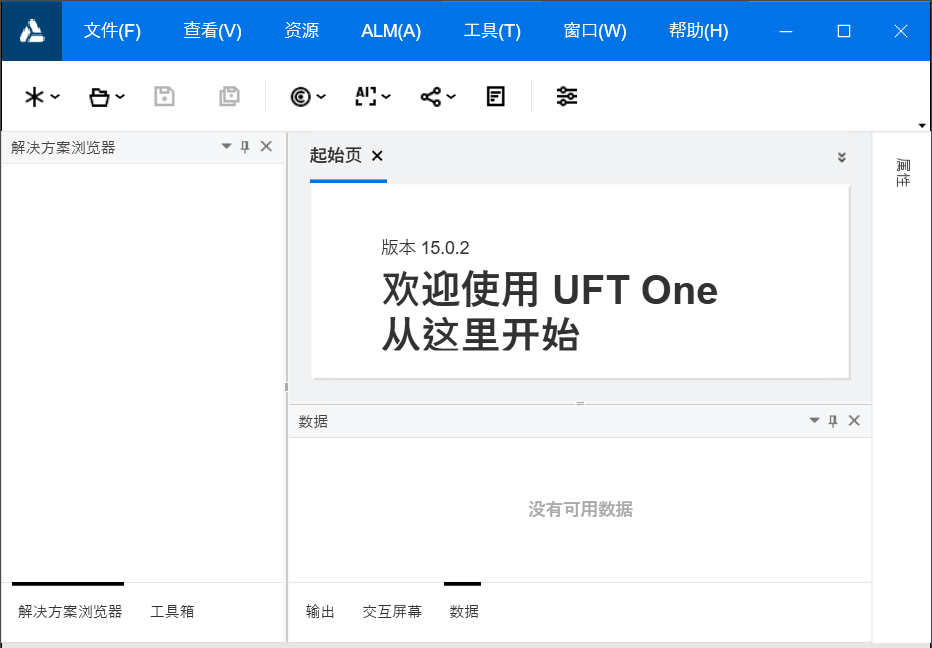 文件(F) 查看(V) 资源 ALM(A) 工具(T) 窗口(W) 帮助(H)
AI
解决方案浏览器
起始页
属性
版本 15.0.2
欢迎使用 UFT One
从这里开始
数据
没有可用数据
解决方案浏览器 工具箱
输出 交互屏幕 数据